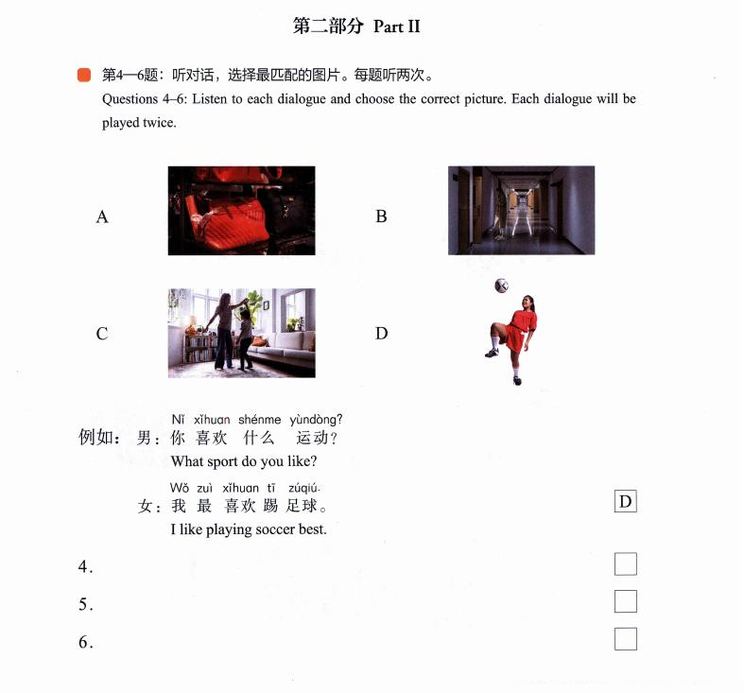 第二部分 Part II
第4—6题：听对话，选择最匹配的图片。每题听两次。
Questions 4–6: Listen to each dialogue and choose the correct picture. Each dialogue will be
played twice.
A
B
C
D
Nǐ xǐhuan shénme yùndòng?
例如：男：你 喜欢 什么 运动？
What sport do you like?
Wǒ zuì xǐhuan tī zúqiú.
女：我 最 喜欢 踢 足球。
D
I like playing soccer best.
4.
5.
6.